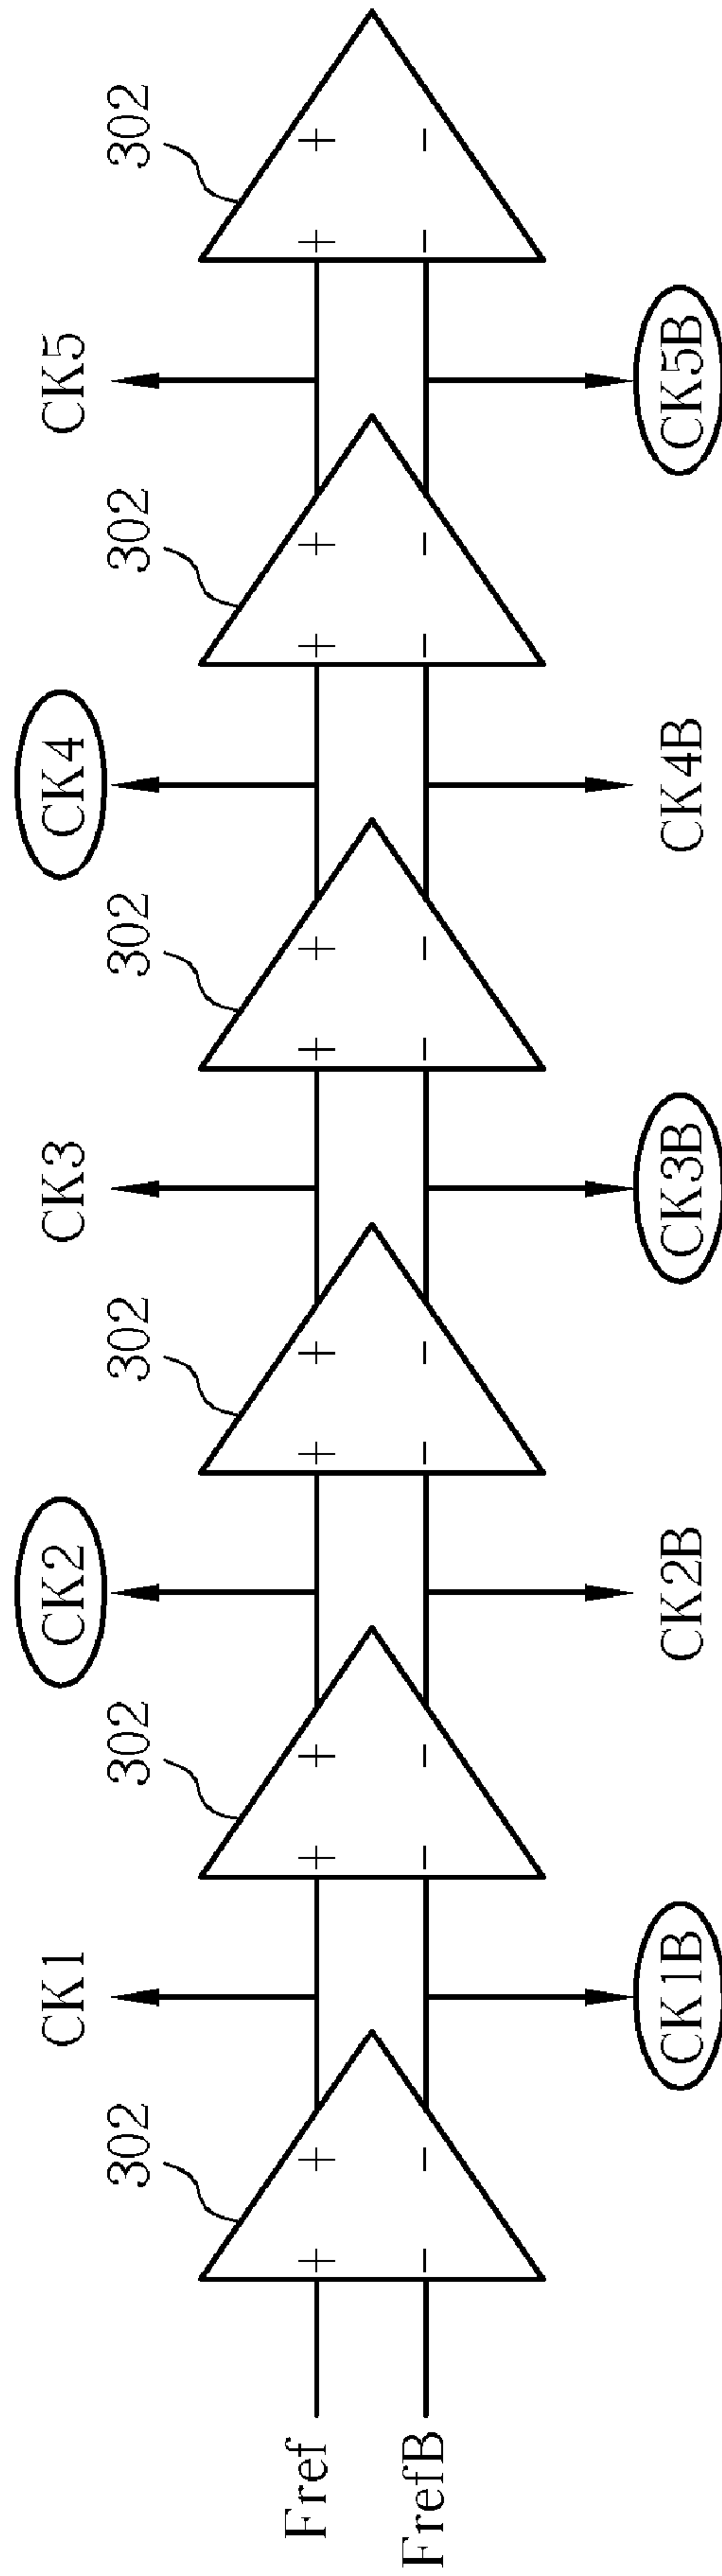 CK1
CK2
CK3
CK4
CK5
302
302
302
302
302
302
Fref
+ + + + + + + + + + + +
FrefB
− − − − − − − − − − − −
CK1B
CK2B
CK3B
CK4B
CK5B